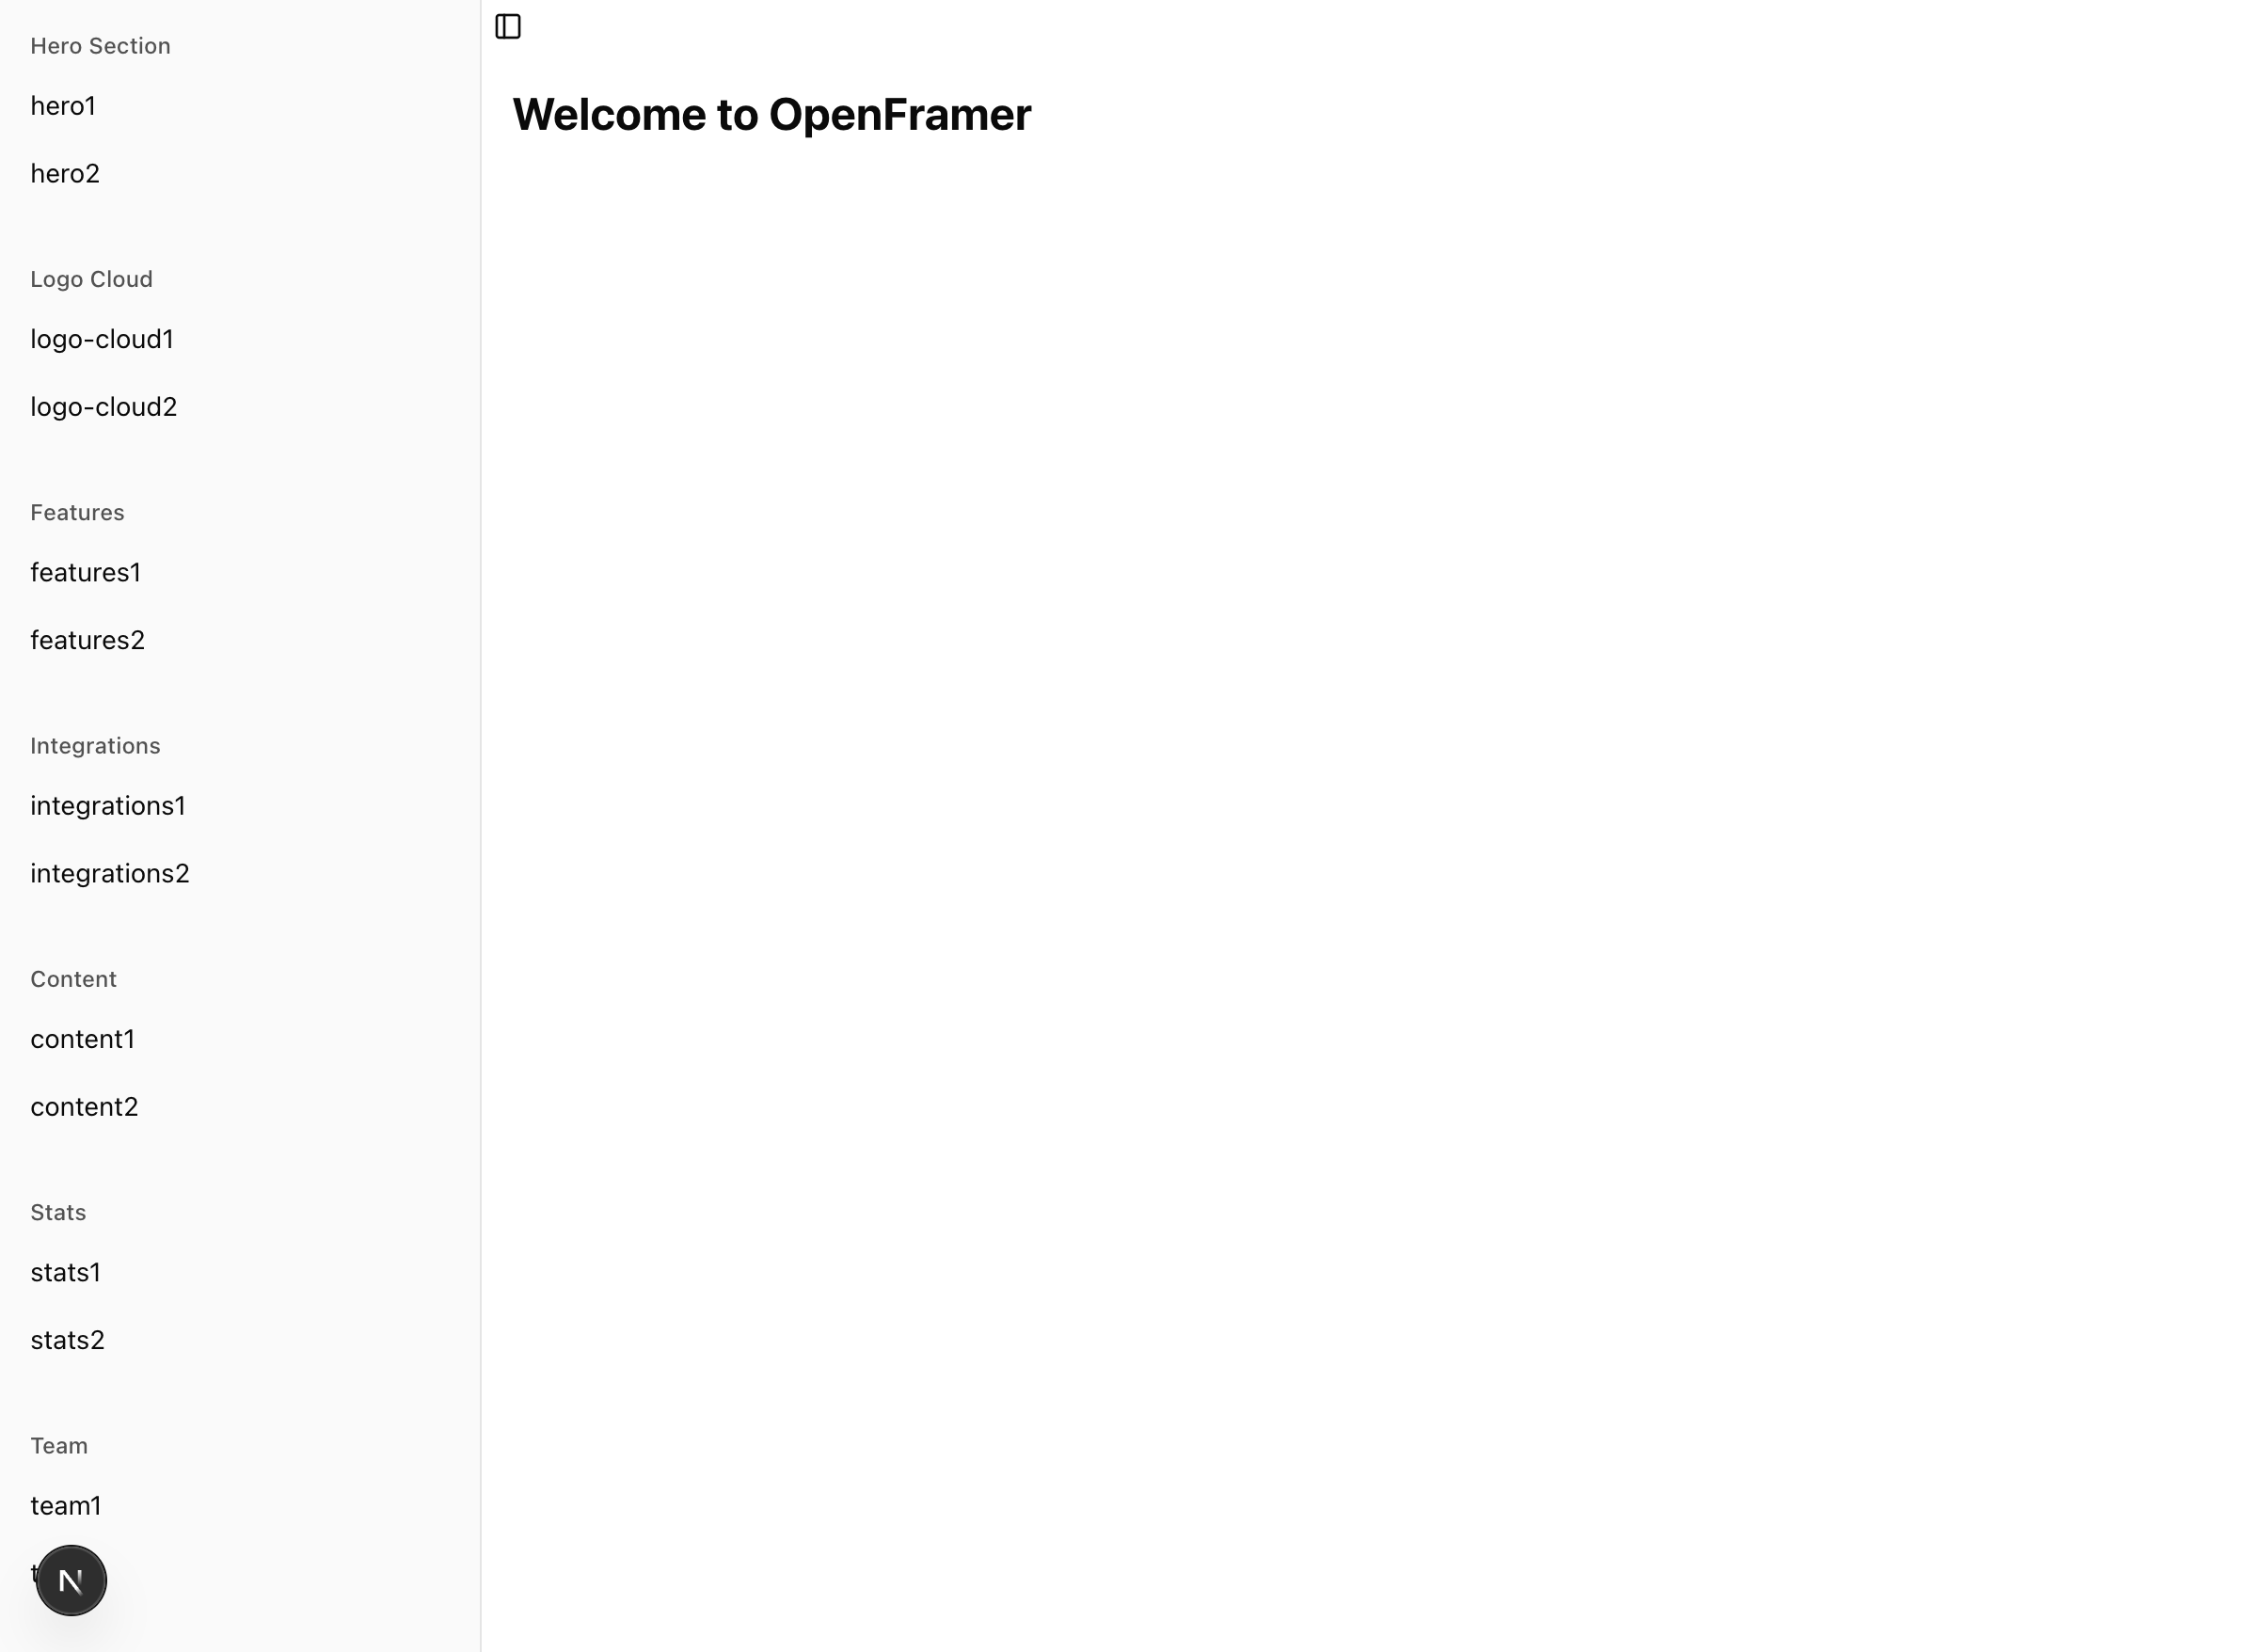 Hero Section
hero1
hero2
Logo Cloud
logo-cloud1
logo-cloud2
Features
features1
features2
Integrations
integrations1
integrations2
Content
content1
content2
Stats
stats1
stats2
Team
team1
N
Welcome to OpenFramer